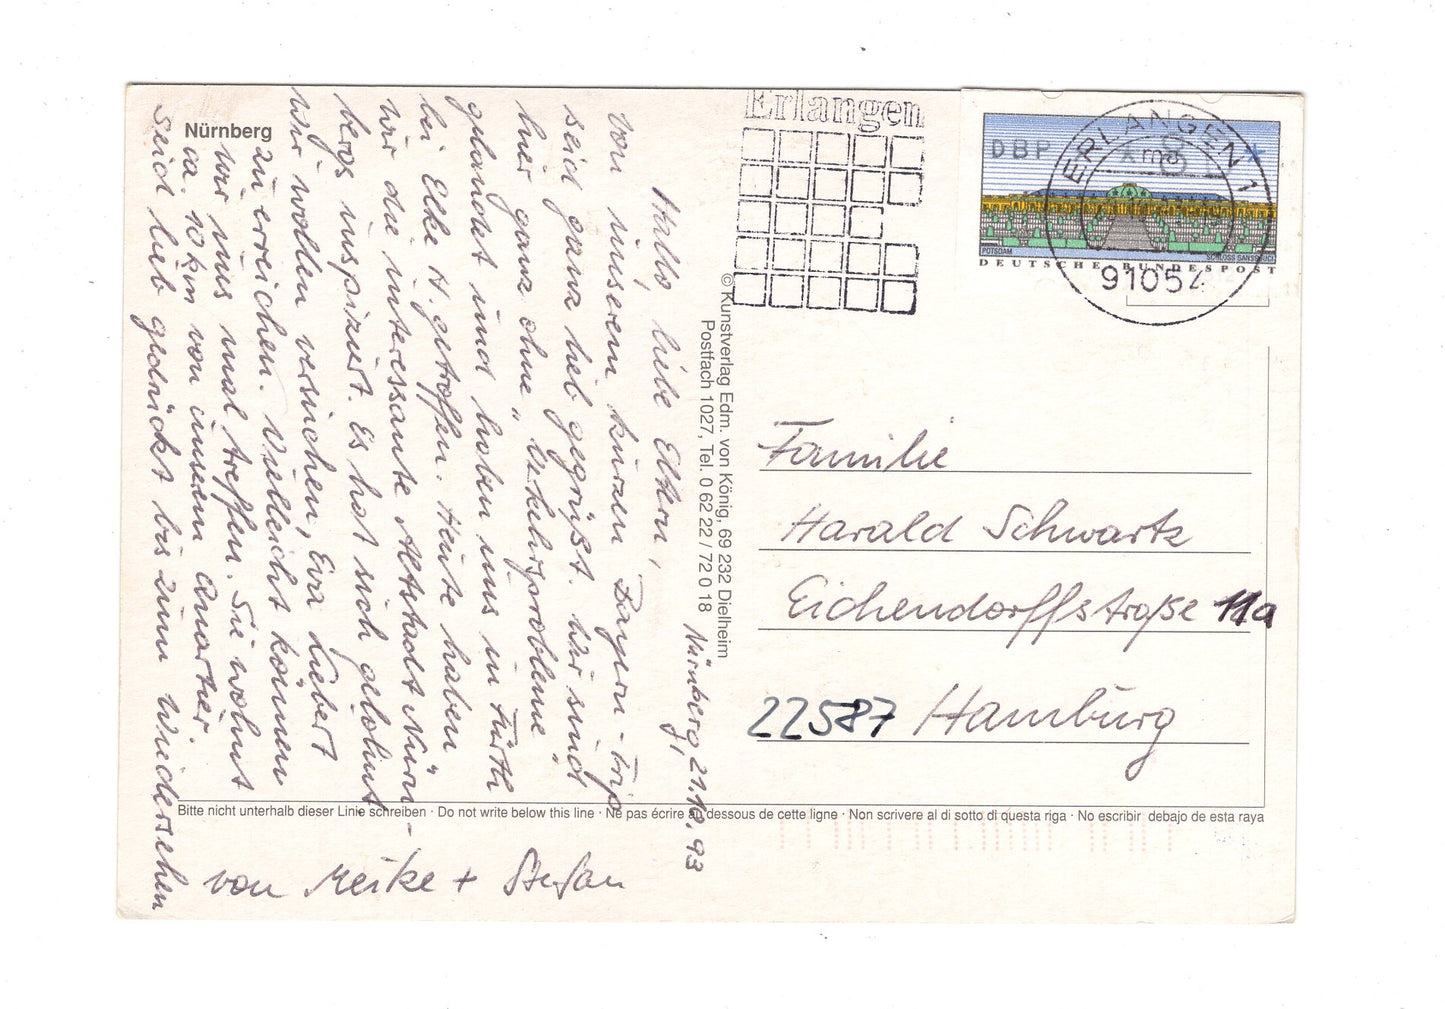 Nürnberg
Nürnberg, 21.10.93
Hallo, liebe Eltern,
von unserem kurzen Bayern-Trip
seid ganz lieb gegrüßt. Wir sind
hier ganz ohne „Verkehrsprobleme"
gelandet und haben uns in Fürth
bei Elke H. getroffen. Heute haben
wir die interessante Altstadt Nürn-
bergs inspiziert. Es hat sich gelohnt
Wir wollen versuchen, Eva Liebert
zu erreichen. Vielleicht können
wir uns mal treffen. Sie wohnt
ca. 10 km von unserm Quartier
Seid lieb gedrückt bis zum Wiedersehen
von Meike + Stefan
© Kunstverlag Edm. von König, 69 232 Dielheim
Postfach 1027, Tel. 0 62 22 / 72 0 18
Erlangen
DBP
POTSDAM
SCHLOSS SANSSOUCI
DEUTSCHE BUNDESPOST
ERLANGEN 1
mc
91054
Familie
Harald Schwartz
Eichendorffstraße 11a
22587 Hamburg
Bitte nicht unterhalb dieser Linie schreiben · Do not write below this line · Ne pas écrire au dessous de cette ligne · Non scrivere al di sotto di questa riga · No escribir debajo de esta raya